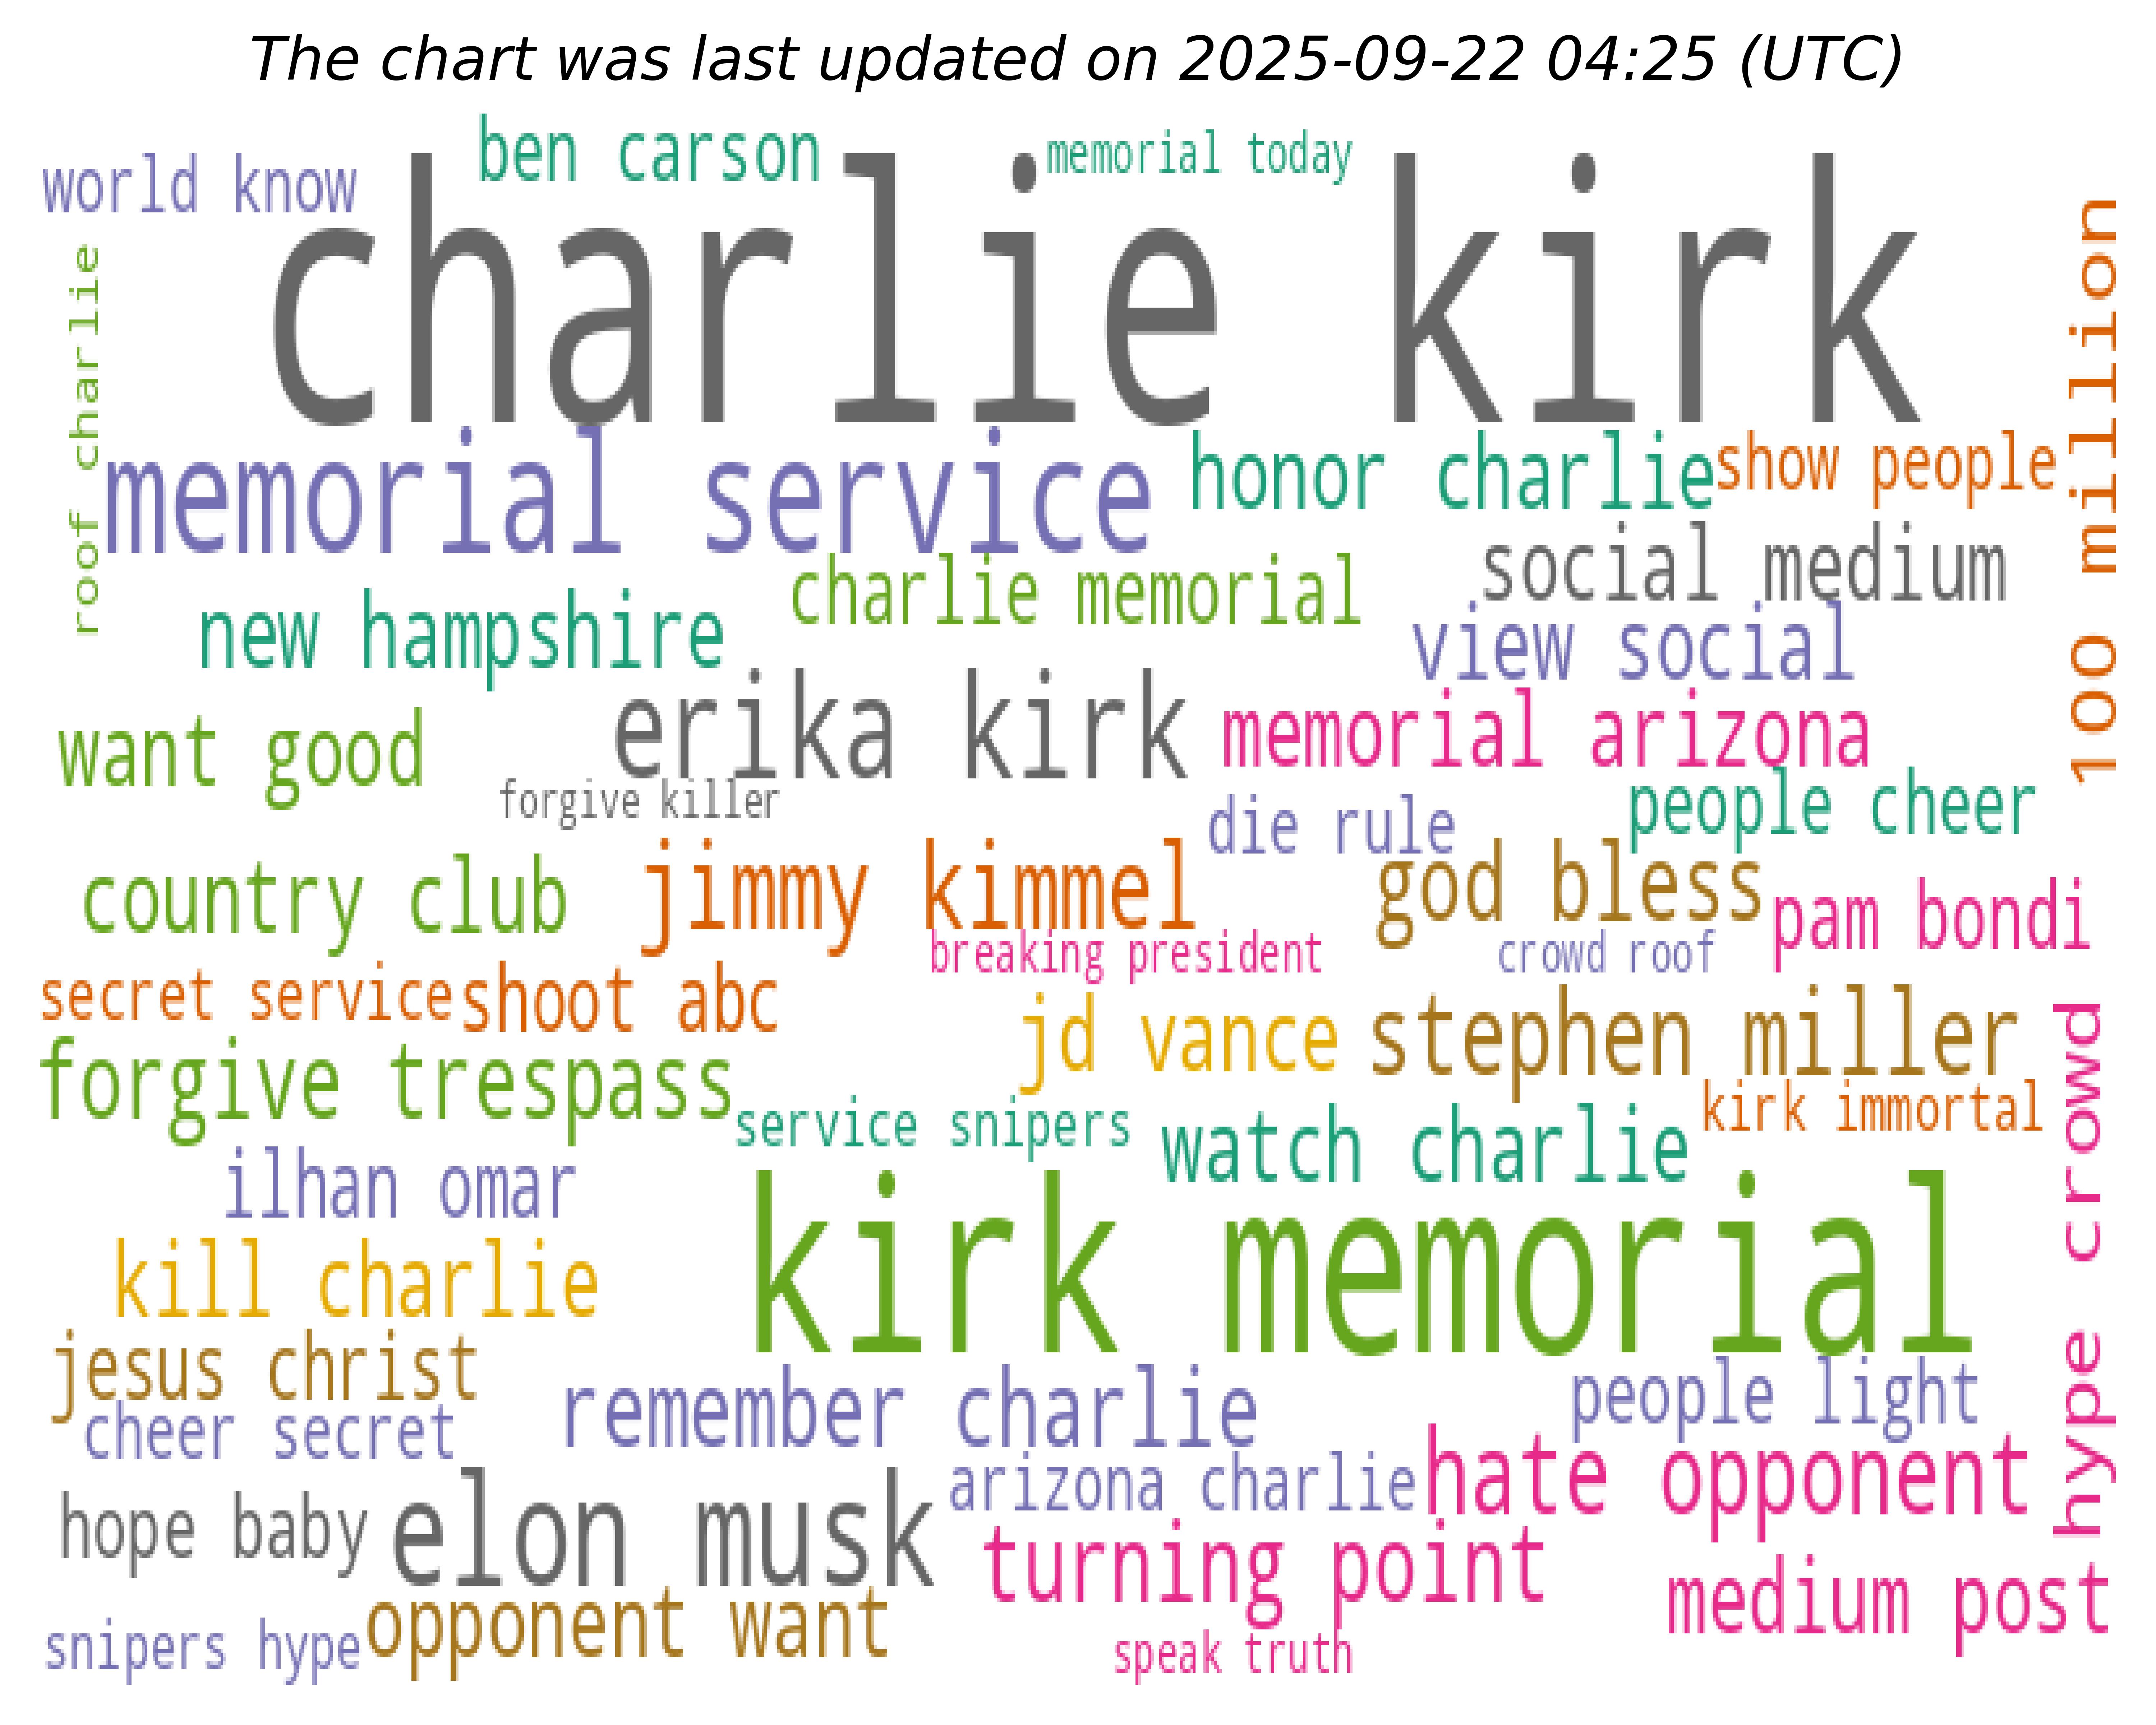 The chart was last updated on 2025-09-22 04:25 (UTC)
ben carson
memorial today
world know
charlie kirk
roof charlie
100 million
memorial service
honor charlie
show people
social medium
charlie memorial
new hampshire
view social
erika kirk
memorial arizona
want good
forgive killer
die rule
people cheer
country club
jimmy kimmel
god bless
pam bondi
breaking president
crowd roof
secret service
shoot abc
jd vance
stephen miller
hype crowd
forgive trespass
service snipers
watch charlie
kirk immortal
ilhan omar
kirk memorial
kill charlie
jesus christ
remember charlie
people light
cheer secret
arizona charlie
hate opponent
hope baby
elon musk
turning point
medium post
opponent want
snipers hype
speak truth